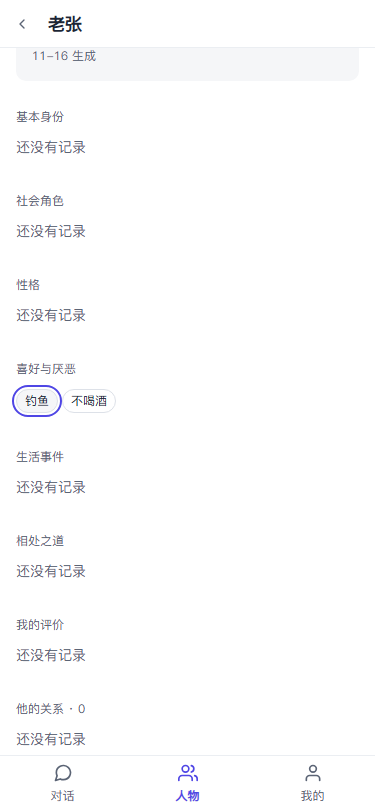 老张
11–16 生成
基本身份
还没有记录
社会角色
还没有记录
性格
还没有记录
喜好与厌恶
钓鱼 不喝酒
生活事件
还没有记录
相处之道
还没有记录
我的评价
还没有记录
他的关系 · 0
还没有记录
对话 人物 我的